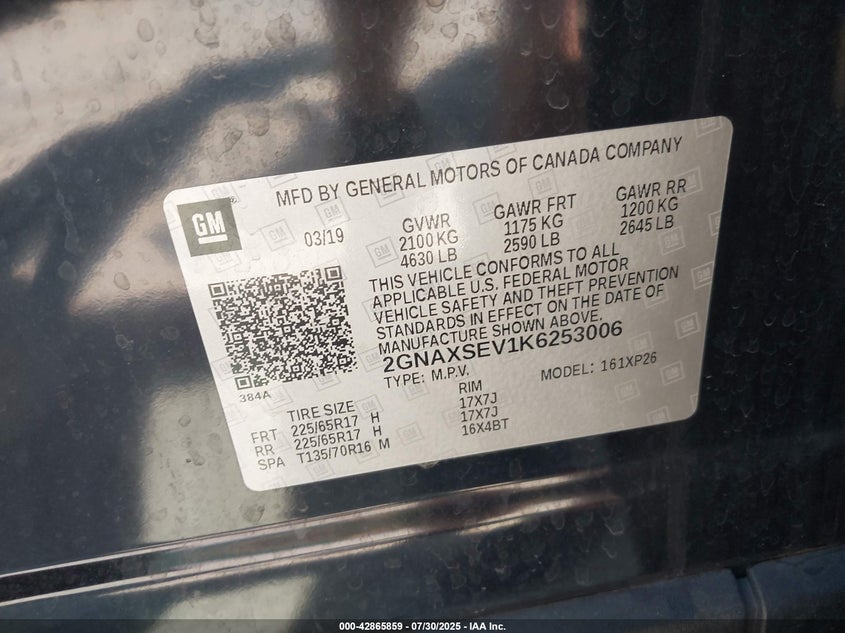 MFD BY GENERAL MOTORS OF CANADA COMPANY
GM®
03/19
GVWR
2100 KG
4630 LB
GAWR FRT
1175 KG
2590 LB
GAWR RR
1200 KG
2645 LB
THIS VEHICLE CONFORMS TO ALL
APPLICABLE U.S. FEDERAL MOTOR
VEHICLE SAFETY AND THEFT PREVENTION
STANDARDS IN EFFECT ON THE DATE OF
MANUFACTURE SHOWN ABOVE.
2GNAXSEV1K6253006
TYPE: M.P.V.
MODEL: 161XP26
384A
TIRE SIZE RIM
FRT 225/65R17 H 17X7J
RR 225/65R17 H 17X7J
SPA T135/70R16 M 16X4BT
000-42865859 - 07/30/2025 - IAA Inc.